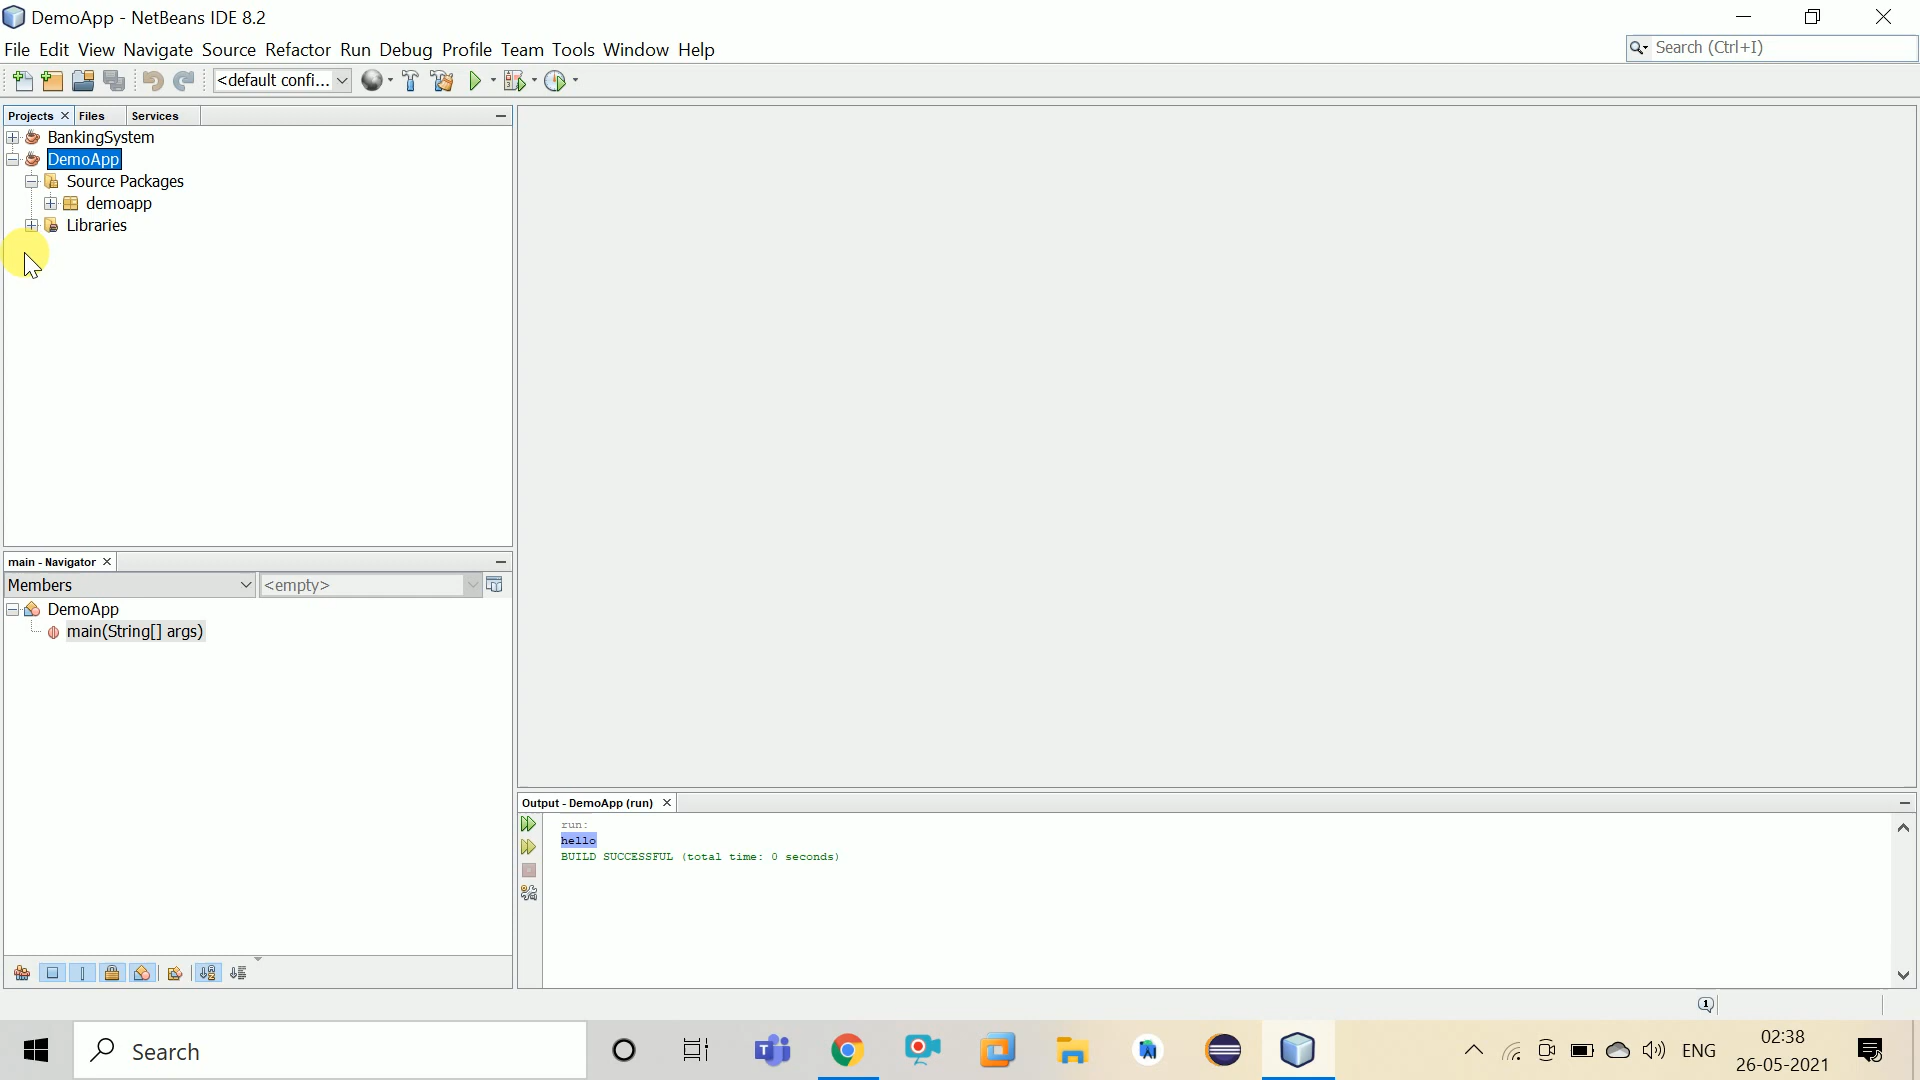 DemoApp - NetBeans IDE 8.2
File Edit View Navigate Source Refactor Run Debug Profile Team Tools Window Help
Search (Ctrl+I)
<default confi...
Projects Files Services
BankingSystem
DemoApp
Source Packages
demoapp
Libraries
main - Navigator
Members <empty>
DemoApp
main(String[] args)
Output - DemoApp (run)
run:
hello
BUILD SUCCESSFUL (total time: 0 seconds)
Search
ENG
02:38
26-05-2021